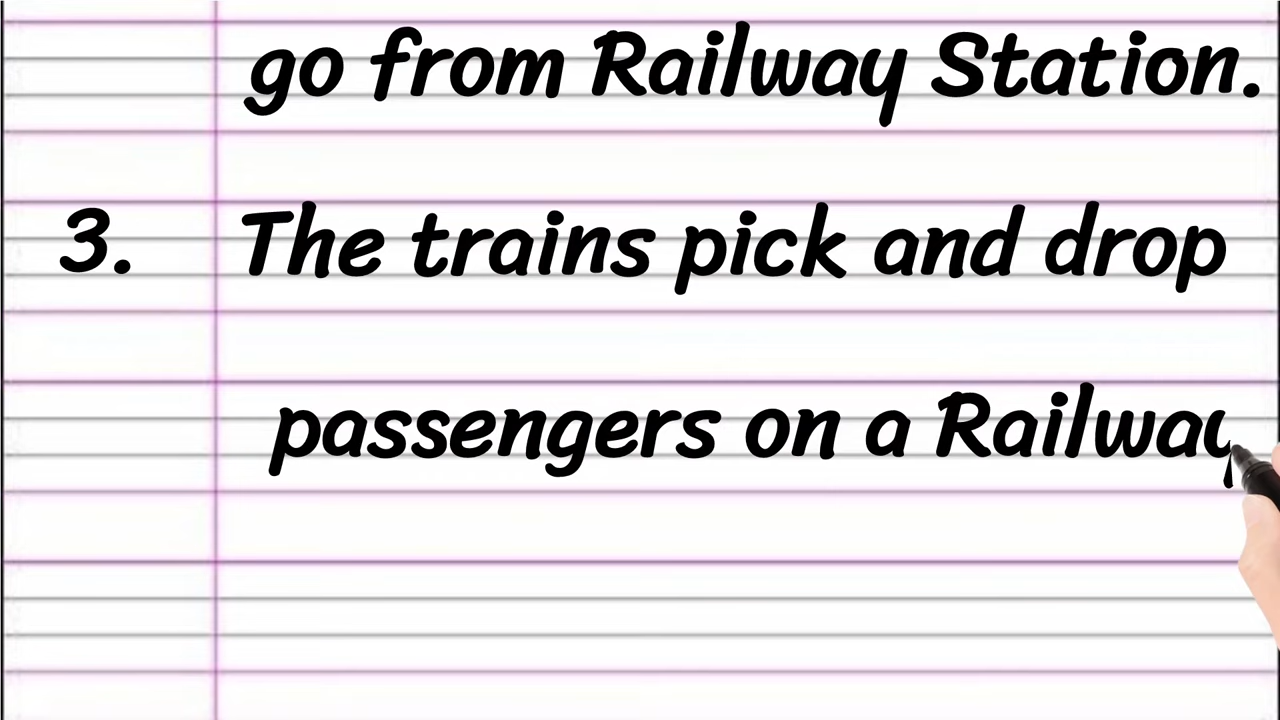 go from Railway Station.
3. The trains pick and drop
passengers on a Railway